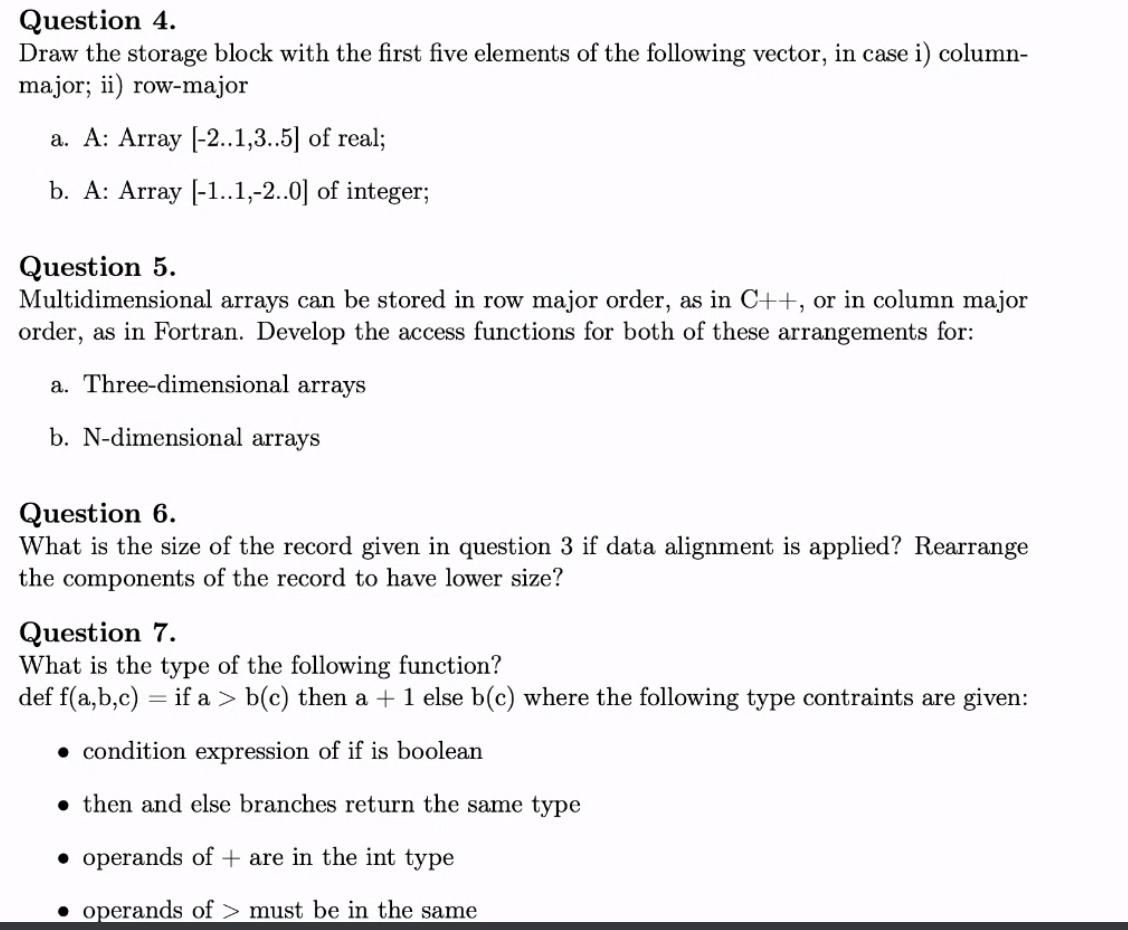 Question 4.
Draw the storage block with the first five elements of the following vector, in case i) column-
major; ii) row-major
a. A: Array [-2..1,3..5] of real;
b. A: Array [-1..1,-2..0] of integer;
Question 5.
Multidimensional arrays can be stored in row major order, as in C++, or in column major
order, as in Fortran. Develop the access functions for both of these arrangements for:
a. Three-dimensional arrays
b. N-dimensional arrays
Question 6.
What is the size of the record given in question 3 if data alignment is applied? Rearrange
the components of the record to have lower size?
Question 7.
What is the type of the following function?
def f(a,b,c) = if a > b(c) then a + 1 else b(c) where the following type contraints are given:
• condition expression of if is boolean
• then and else branches return the same type
• operands of + are in the int type
• operands of > must be in the same